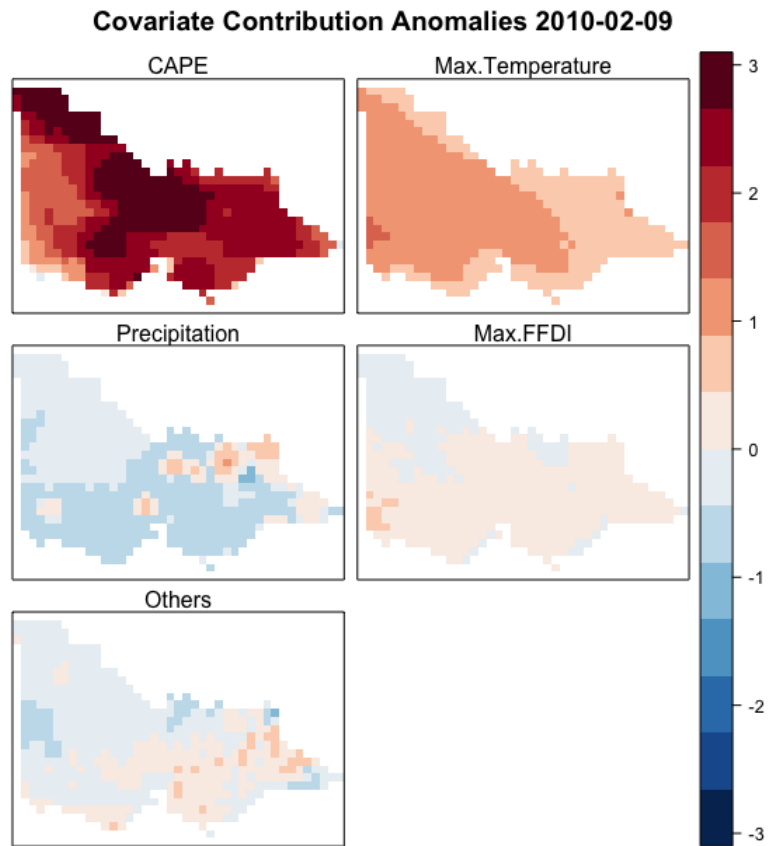 Covariate Contribution Anomalies 2010-02-09
CAPE
Max.Temperature
Precipitation
Max.FFDI
Others
3
2
1
0
-1
-2
-3